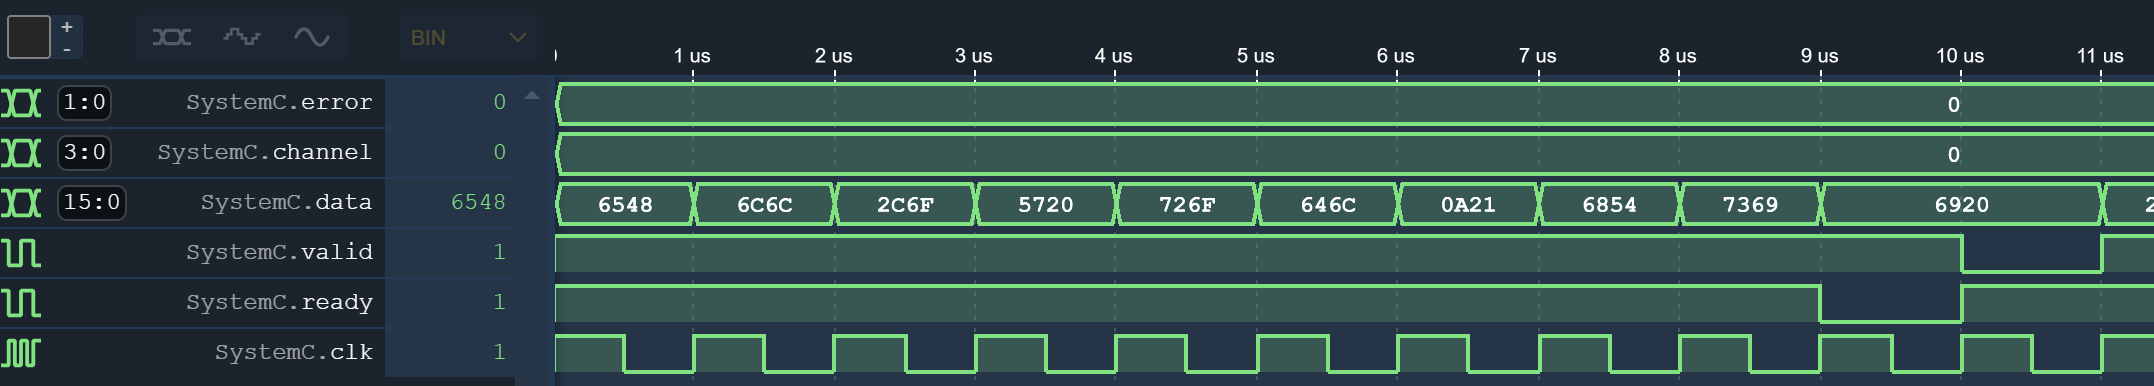 +
-
BIN
1 us 2 us 3 us 4 us 5 us 6 us 7 us 8 us 9 us 10 us 11 us
1:0 SystemC.error 0 0
3:0 SystemC.channel 0 0
15:0 SystemC.data 6548 6548 6C6C 2C6F 5720 726F 646C 0A21 6854 7369 6920 2
SystemC.valid 1
SystemC.ready 1
SystemC.clk 1